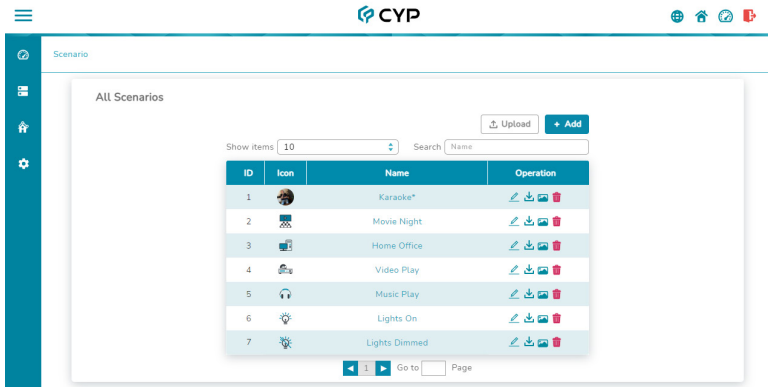 CYP
Scenario
All Scenarios
Upload
+ Add
Show items 10
Search Name
ID Icon Name Operation
1 Karaoke*
2 Movie Night
3 Home Office
4 Video Play
5 Music Play
6 Lights On
7 Lights Dimmed
1 Go to Page